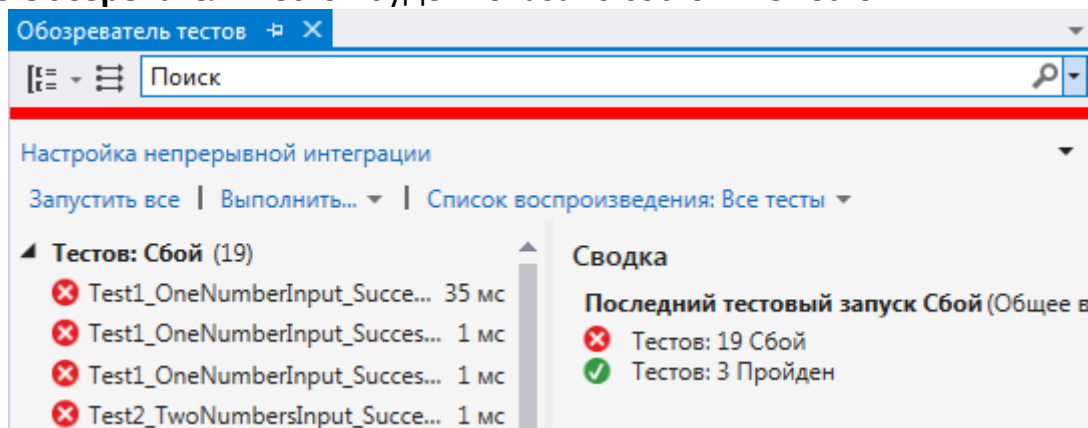 Обозреватель тестов
Поиск
Настройка непрерывной интеграции
Запустить все | Выполнить... | Список воспроизведения: Все тесты
Тестов: Сбой (19)
Test1_OneNumberInput_Succe... 35 мс
Test1_OneNumberInput_Succes... 1 мс
Test1_OneNumberInput_Succes... 1 мс
Test2_TwoNumbersInput_Succe... 1 мс
Сводка
Последний тестовый запуск Сбой (Общее в
Тестов: 19 Сбой
Тестов: 3 Пройден